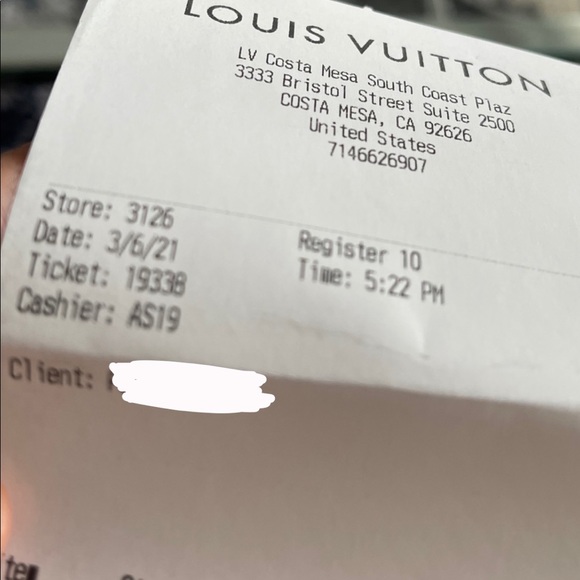 LOUIS VUITTON
LV Costa Mesa South Coast Plaz
3333 Bristol Street Suite 2500
COSTA MESA, CA 92626
United States
7146626907
Store: 3126
Date: 3/6/21
Register 10
Ticket: 19338
Time: 5:22 PM
Cashier: AS19
Client: